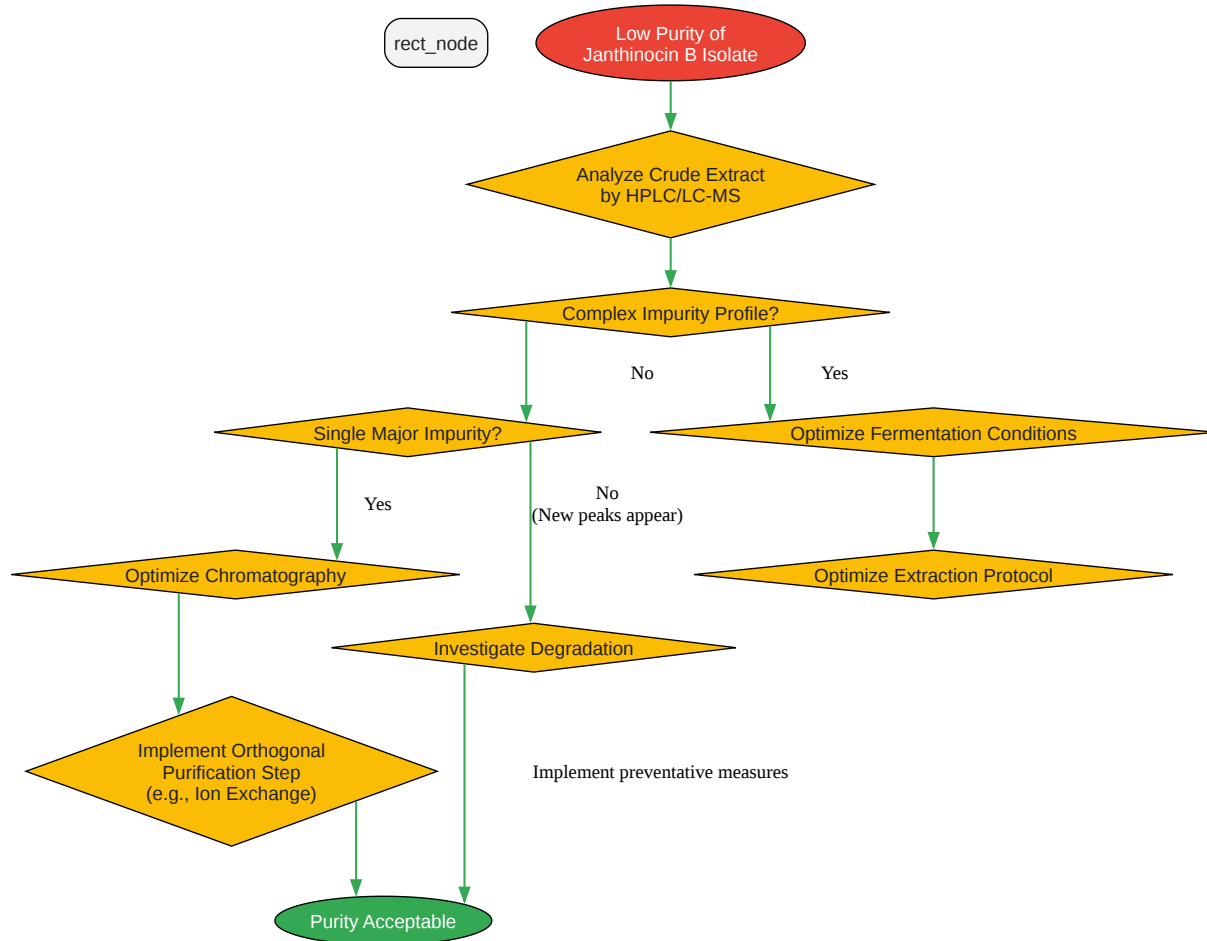 rect_node
Low Purity of
Janthinocin B Isolate
Analyze Crude Extract
by HPLC/LC-MS
Complex Impurity Profile?
No
Yes
Single Major Impurity?
Optimize Fermentation Conditions
Yes
No
(New peaks appear)
Optimize Chromatography
Optimize Extraction Protocol
Investigate Degradation
Implement Orthogonal
Purification Step
(e.g., Ion Exchange)
Implement preventative measures
Purity Acceptable